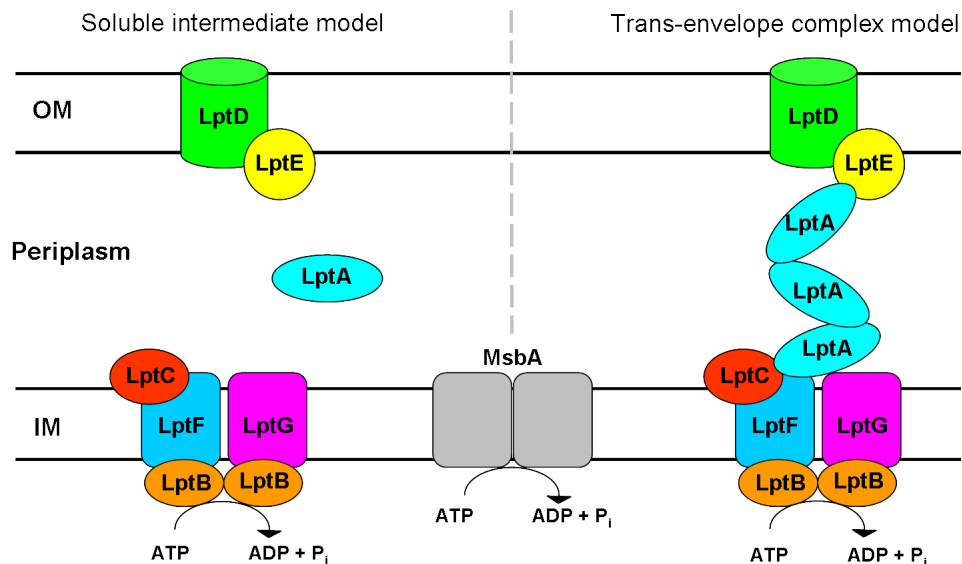 Soluble intermediate model
Trans-envelope complex model
OM
LptD
LptE
LptD
LptE
Periplasm
LptA
LptA
LptA
LptA
MsbA
LptC
LptC
IM
LptF
LptG
LptF
LptG
LptB
LptB
LptB
LptB
ATP
ADP + Pi
ATP
ADP + Pi
ATP
ADP + Pi